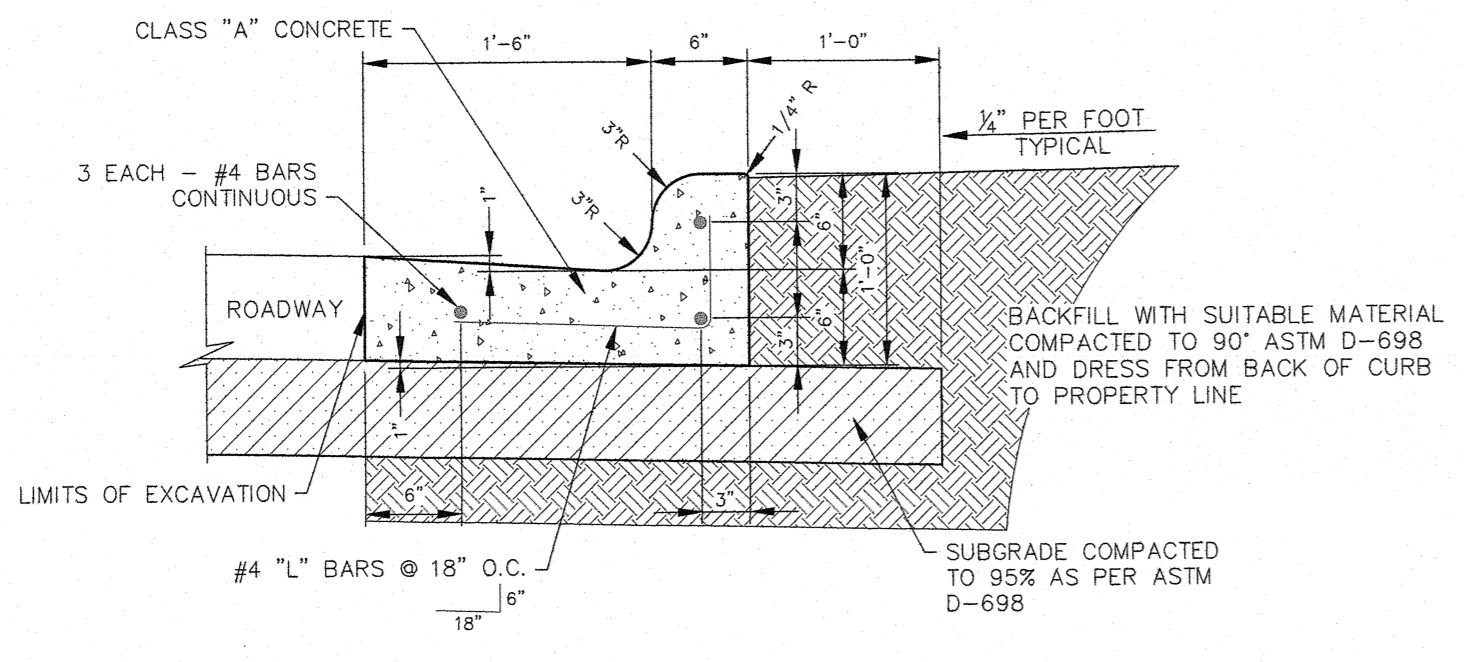 CLASS "A" CONCRETE
1'-6"
6"
1'-0"
1/4" R
3"R
3"R
¼" PER FOOT
TYPICAL
3 EACH - #4 BARS
CONTINUOUS
1"
3"
6"
1'-0"
6"
3"
ROADWAY
BACKFILL WITH SUITABLE MATERIAL
COMPACTED TO 90° ASTM D-698
AND DRESS FROM BACK OF CURB
TO PROPERTY LINE
1"
LIMITS OF EXCAVATION
6"
3"
#4 "L" BARS @ 18" O.C.
6"
18"
SUBGRADE COMPACTED
TO 95% AS PER ASTM
D-698